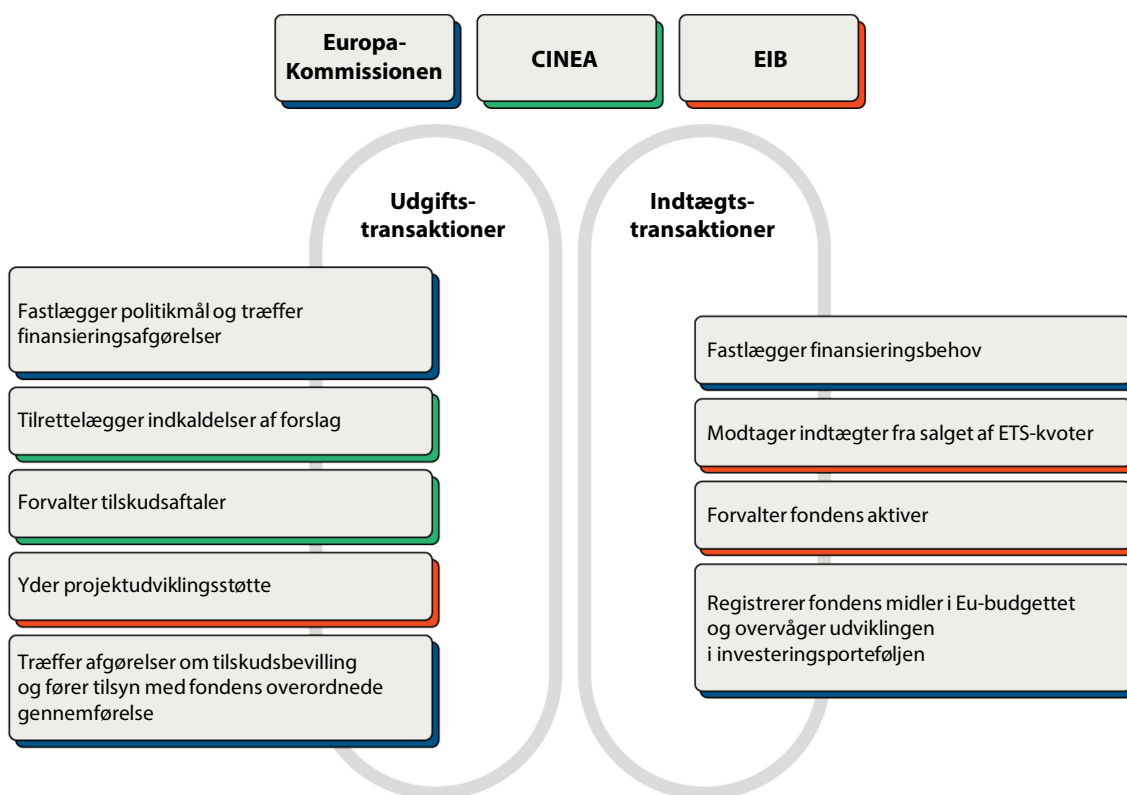 Europa-
Kommissionen
CINEA
EIB
Udgifts-
transaktioner
Indtægts-
transaktioner
Fastlægger politikmål og træffer
finansieringsafgørelser
Tilrettelægger indkaldelser af forslag
Forvalter tilskudsaftaler
Yder projektudviklingsstøtte
Træffer afgørelser om tilskudsbevilling
og fører tilsyn med fondens overordnede
gennemførelse
Fastlægger finansieringsbehov
Modtager indtægter fra salget af ETS-kvoter
Forvalter fondens aktiver
Registrerer fondens midler i Eu-budgettet
og overvåger udviklingen
i investeringsporteføljen